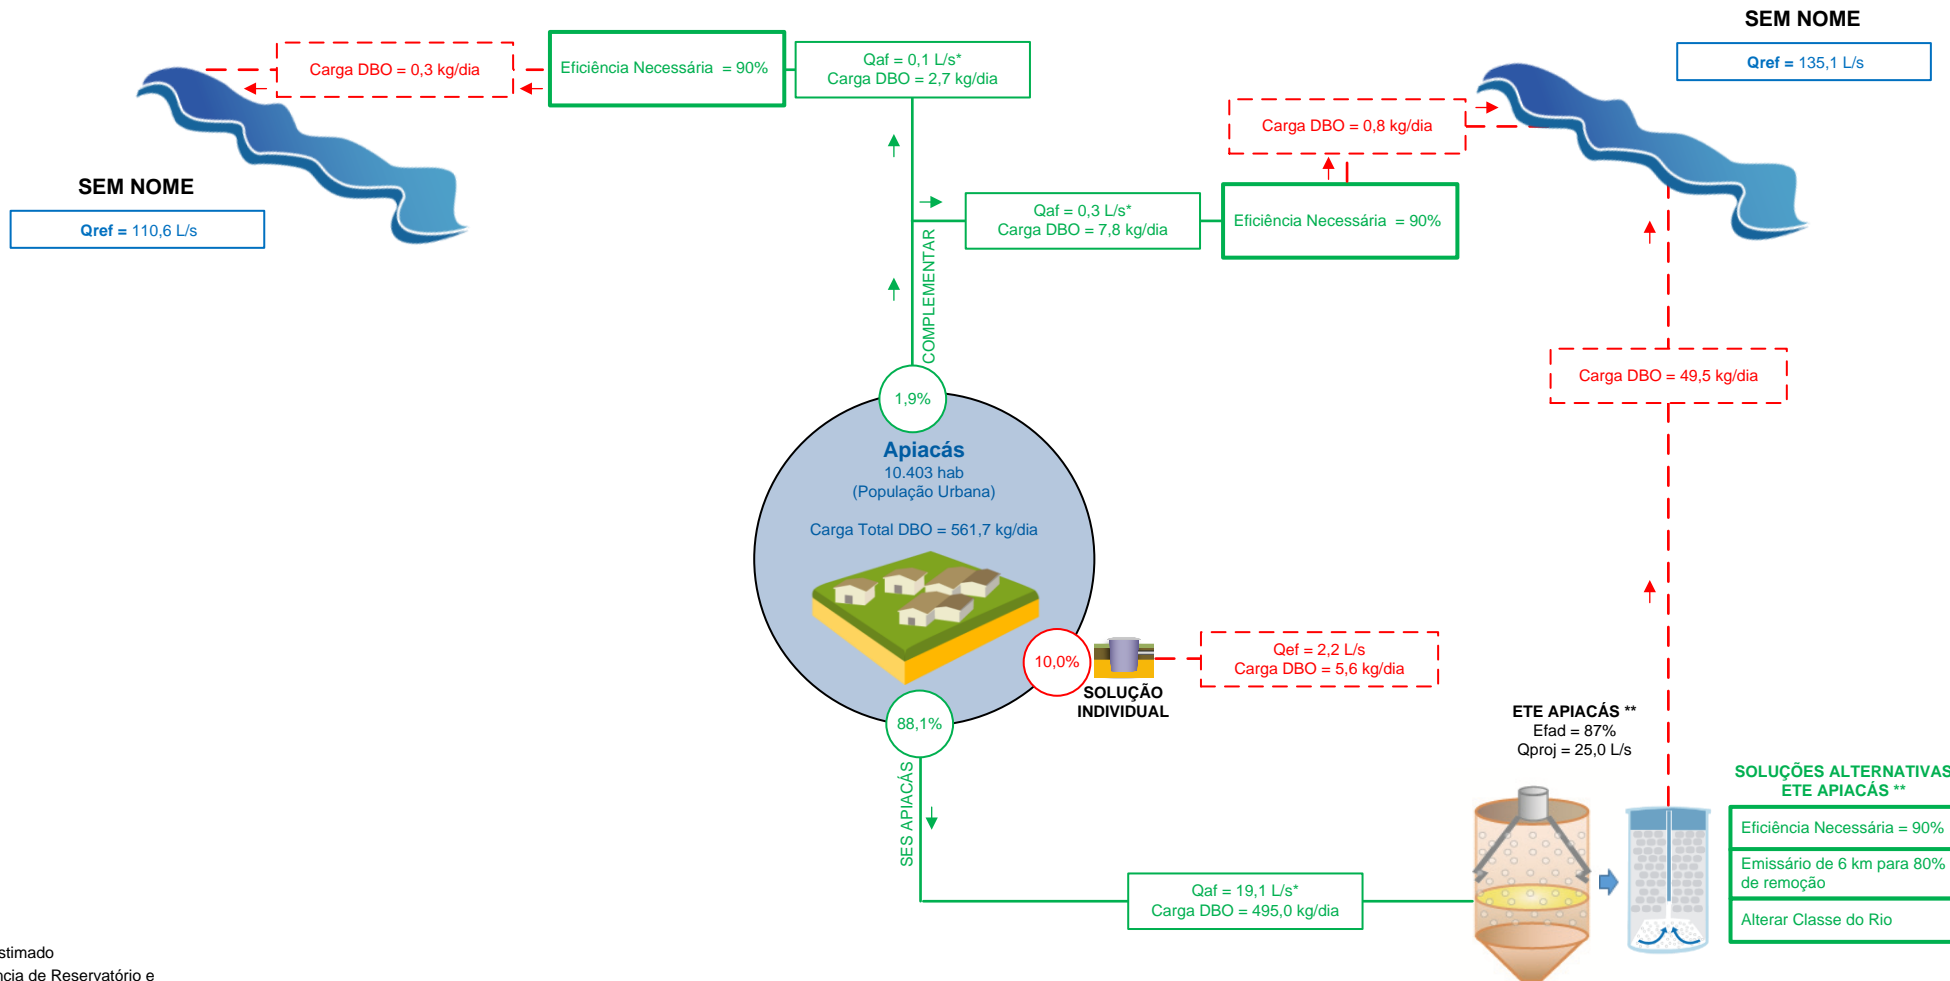 SEM NOME
Qref = 135,1 L/s
Carga DBO = 0,3 kg/dia
Eficiência Necessária = 90%
Qaf = 0,1 L/s*
Carga DBO = 2,7 kg/dia
Carga DBO = 0,8 kg/dia
SEM NOME
Qref = 110,6 L/s
Qaf = 0,3 L/s*
Carga DBO = 7,8 kg/dia
Eficiência Necessária = 90%
COMPLEMENTAR
Carga DBO = 49,5 kg/dia
1,9%
Apiacás
10.403 hab
(População Urbana)
Carga Total DBO = 561,7 kg/dia
10,0%
SOLUÇÃO
INDIVIDUAL
Qef = 2,2 L/s
Carga DBO = 5,6 kg/dia
88,1%
SES APIACÁS
ETE APIACÁS **
Efad = 87%
Qproj = 25,0 L/s
SOLUÇÕES ALTERNATIVAS
ETE APIACÁS **
Eficiência Necessária = 90%
Emissário de 6 km para 80%
de remoção
Alterar Classe do Rio
Qaf = 19,1 L/s*
Carga DBO = 495,0 kg/dia
stimado
ncia de Reservatório e